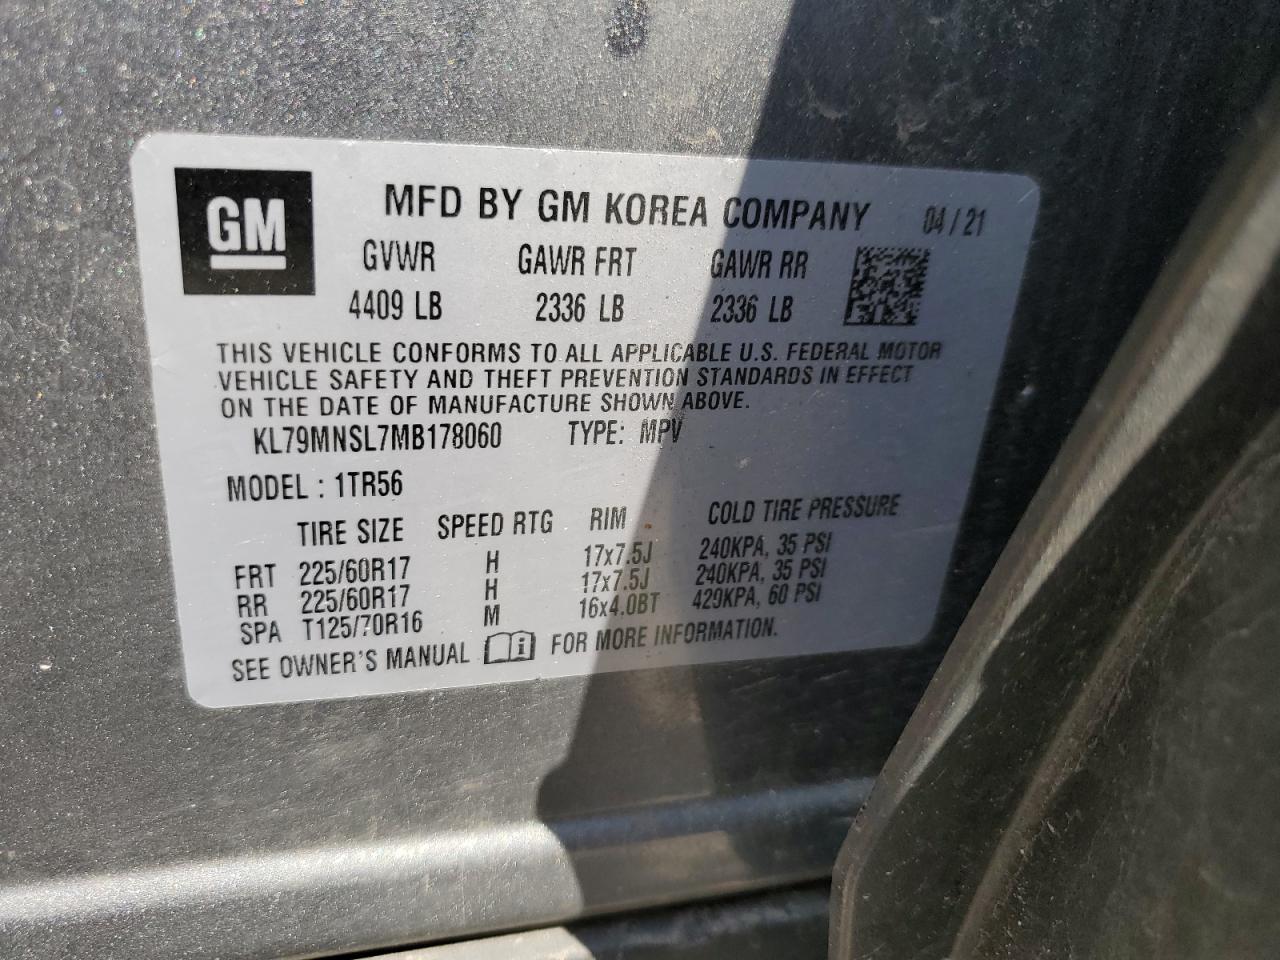 GM
MFD BY GM KOREA COMPANY 04/21
GVWR GAWR FRT GAWR RR
4409 LB 2336 LB 2336 LB
THIS VEHICLE CONFORMS TO ALL APPLICABLE U.S. FEDERAL MOTOR
VEHICLE SAFETY AND THEFT PREVENTION STANDARDS IN EFFECT
ON THE DATE OF MANUFACTURE SHOWN ABOVE.
KL79MNSL7MB178060 TYPE: MPV
MODEL : 1TR56
TIRE SIZE SPEED RTG RIM COLD TIRE PRESSURE
FRT 225/60R17 H 17x7.5J 240KPA, 35 PSI
RR 225/60R17 H 17x7.5J 240KPA, 35 PSI
SPA T125/70R16 M 16x4.0BT 429KPA, 60 PSI
SEE OWNER'S MANUAL FOR MORE INFORMATION.